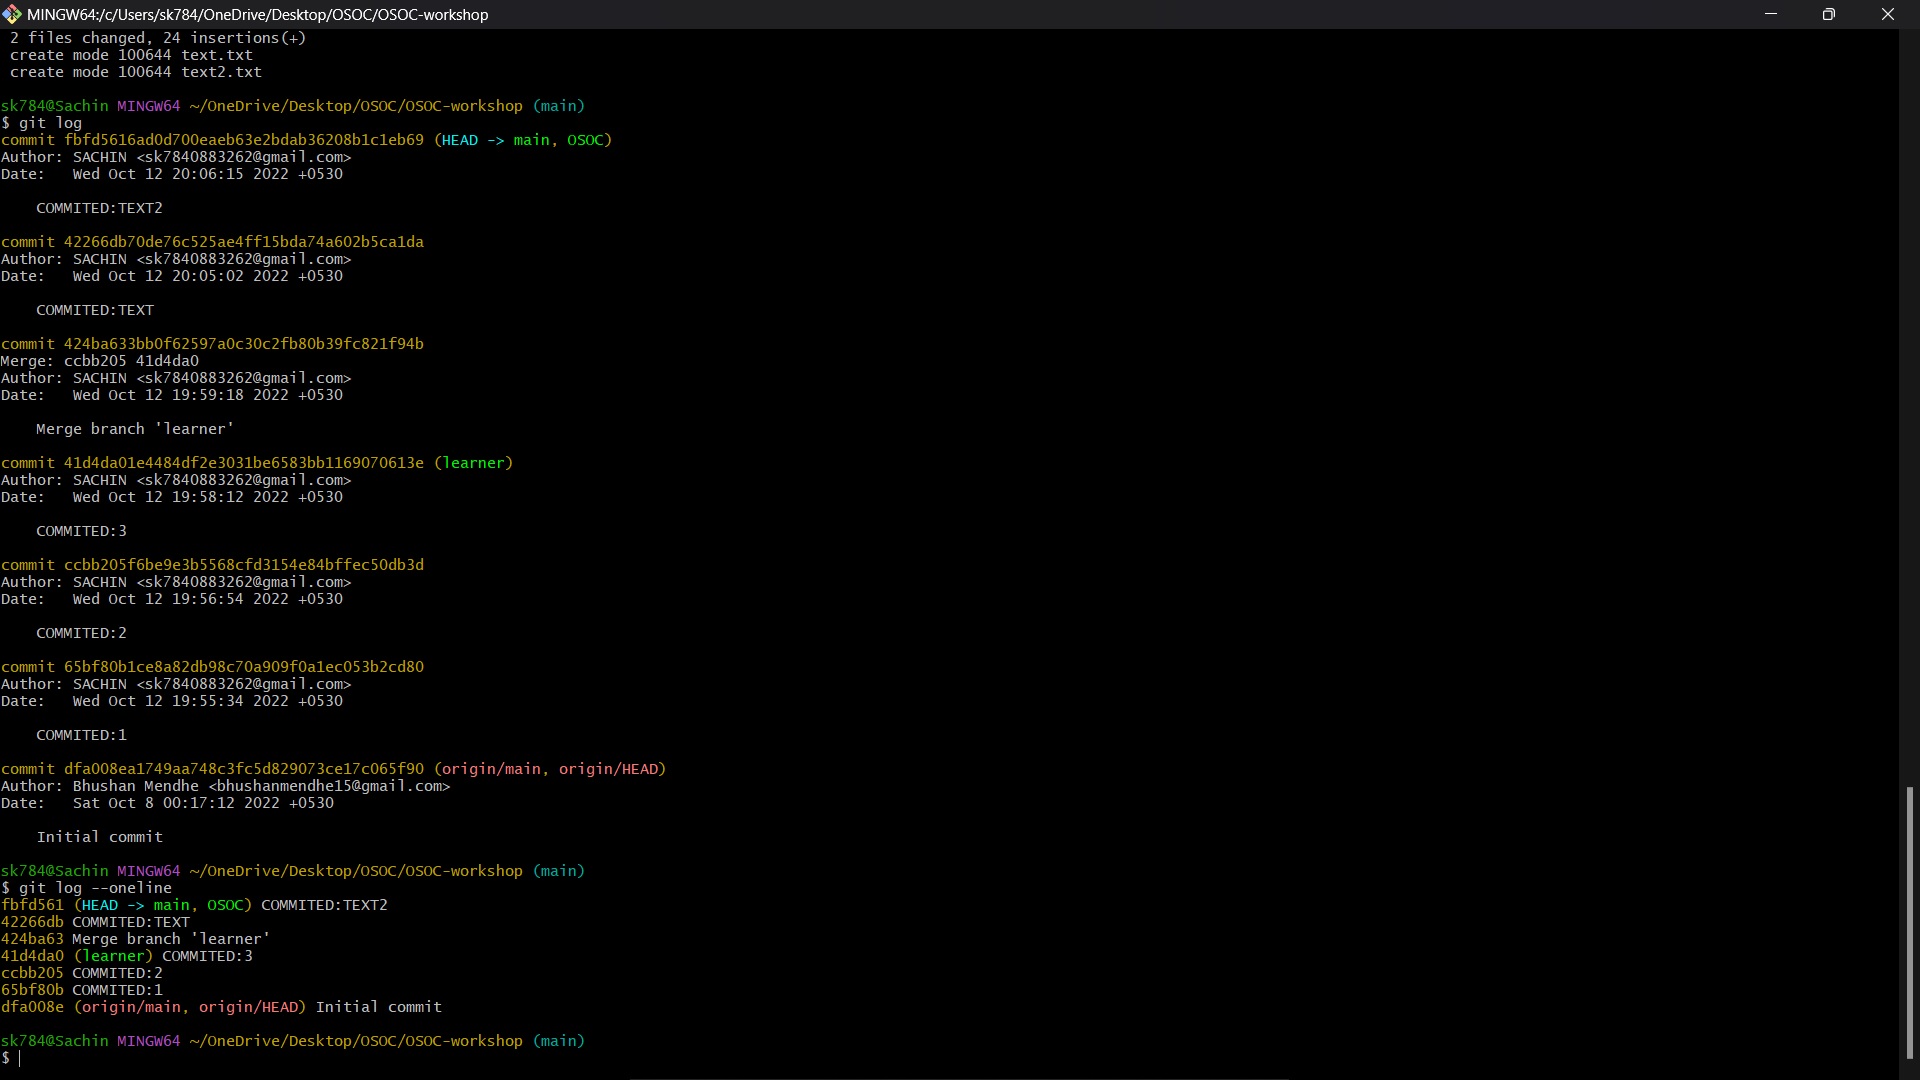 MINGW64:/c/Users/sk784/OneDrive/Desktop/OSOC/OSOC-workshop
2 files changed, 24 insertions(+)
create mode 100644 text.txt
create mode 100644 text2.txt
sk784@Sachin MINGW64 ~/OneDrive/Desktop/OSOC/OSOC-workshop (main)
$ git log
commit fbfd5616ad0d700eaeb63e2bdab36208b1c1eb69 (HEAD -> main, OSOC)
Author: SACHIN <sk7840883262@gmail.com>
Date:   Wed Oct 12 20:06:15 2022 +0530
COMMITED:TEXT2
commit 42266db70de76c525ae4ff15bda74a602b5ca1da
Author: SACHIN <sk7840883262@gmail.com>
Date:   Wed Oct 12 20:05:02 2022 +0530
COMMITED:TEXT
commit 424ba633bb0f62597a0c30c2fb80b39fc821f94b
Merge: ccbb205 41d4da0
Author: SACHIN <sk7840883262@gmail.com>
Date:   Wed Oct 12 19:59:18 2022 +0530
Merge branch 'learner'
commit 41d4da01e4484df2e3031be6583bb1169070613e (learner)
Author: SACHIN <sk7840883262@gmail.com>
Date:   Wed Oct 12 19:58:12 2022 +0530
COMMITED:3
commit ccbb205f6be9e3b5568cfd3154e84bffec50db3d
Author: SACHIN <sk7840883262@gmail.com>
Date:   Wed Oct 12 19:56:54 2022 +0530
COMMITED:2
commit 65bf80b1ce8a82db98c70a909f0a1ec053b2cd80
Author: SACHIN <sk7840883262@gmail.com>
Date:   Wed Oct 12 19:55:34 2022 +0530
COMMITED:1
commit dfa008ea1749aa748c3fc5d829073ce17c065f90 (origin/main, origin/HEAD)
Author: Bhushan Mendhe <bhushanmendhe15@gmail.com>
Date:   Sat Oct 8 00:17:12 2022 +0530
Initial commit
sk784@Sachin MINGW64 ~/OneDrive/Desktop/OSOC/OSOC-workshop (main)
$ git log --oneline
fbfd561 (HEAD -> main, OSOC) COMMITED:TEXT2
42266db COMMITED:TEXT
424ba63 Merge branch 'learner'
41d4da0 (learner) COMMITED:3
ccbb205 COMMITED:2
65bf80b COMMITED:1
dfa008e (origin/main, origin/HEAD) Initial commit
sk784@Sachin MINGW64 ~/OneDrive/Desktop/OSOC/OSOC-workshop (main)
$